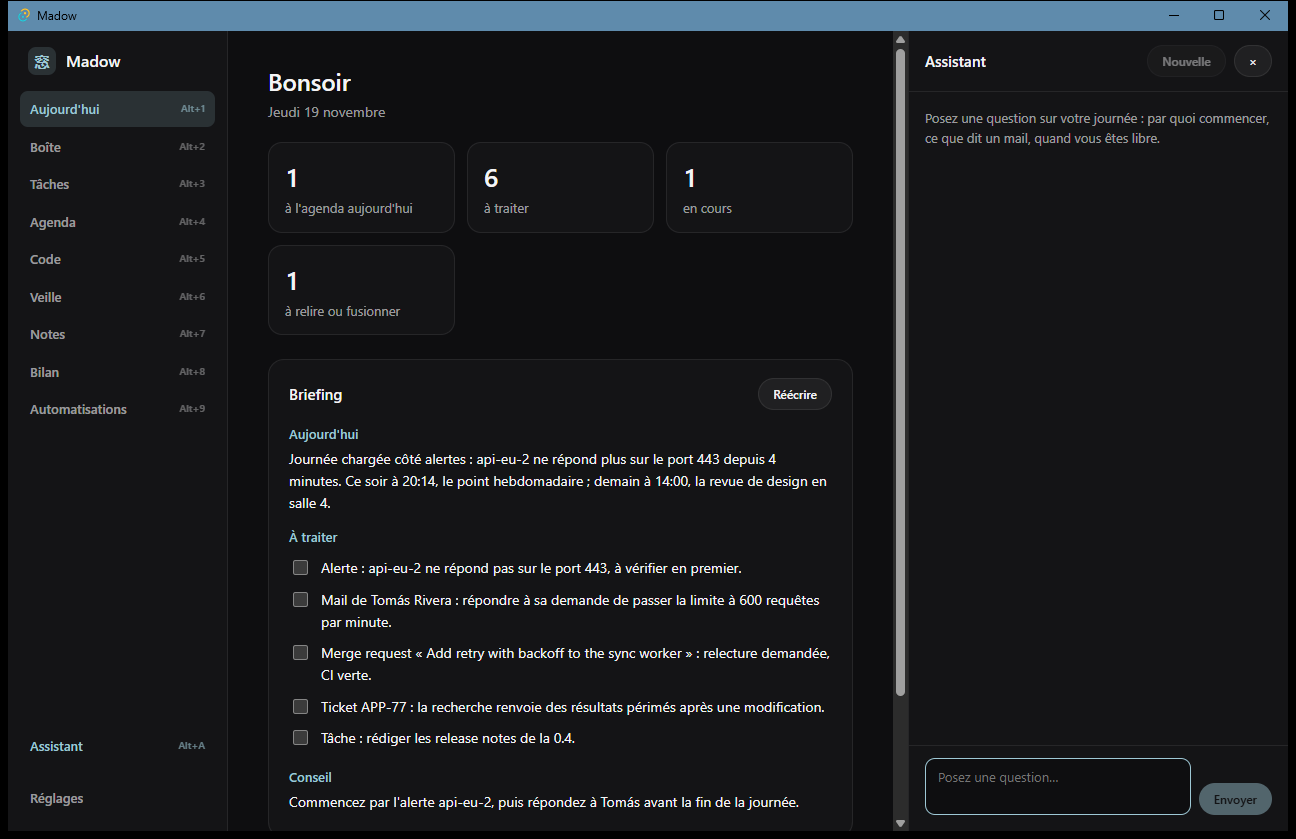 Madow
窓 Madow
Aujourd'hui Alt+1
Boîte Alt+2
Tâches Alt+3
Agenda Alt+4
Code Alt+5
Veille Alt+6
Notes Alt+7
Bilan Alt+8
Automatisations Alt+9
Assistant Alt+A
Réglages
Bonsoir
Jeudi 19 novembre
1
à l'agenda aujourd'hui
6
à traiter
1
en cours
1
à relire ou fusionner
Briefing
Réécrire
Aujourd'hui
Journée chargée côté alertes : api-eu-2 ne répond plus sur le port 443 depuis 4
minutes. Ce soir à 20:14, le point hebdomadaire ; demain à 14:00, la revue de design en
salle 4.
À traiter
Alerte : api-eu-2 ne répond pas sur le port 443, à vérifier en premier.
Mail de Tomás Rivera : répondre à sa demande de passer la limite à 600 requêtes
par minute.
Merge request « Add retry with backoff to the sync worker » : relecture demandée,
CI verte.
Ticket APP-77 : la recherche renvoie des résultats périmés après une modification.
Tâche : rédiger les release notes de la 0.4.
Conseil
Commencez par l'alerte api-eu-2, puis répondez à Tomás avant la fin de la journée.
Assistant
Nouvelle
×
Posez une question sur votre journée : par quoi commencer,
ce que dit un mail, quand vous êtes libre.
Posez une question...
Envoyer